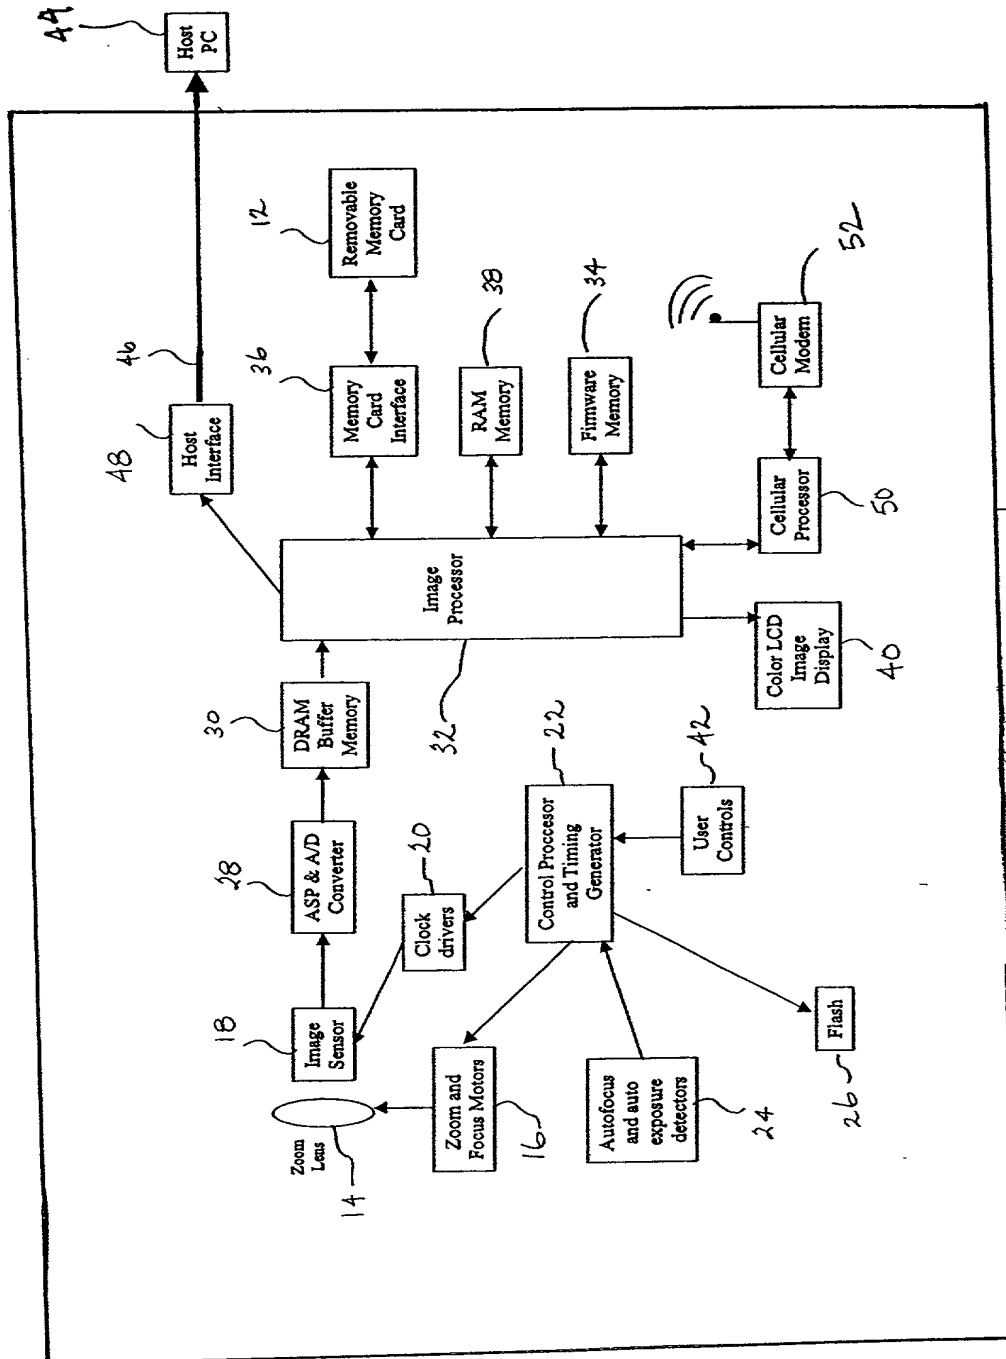 44
Host
PC
46
48
Host
Interface
12
Removable
Memory
Card
36
Memory
Card
Interface
38
RAM
Memory
34
Firmware
Memory
52
Cellular
Modem
50
Cellular
Processor
Image
Processor
32
30
DRAM
Buffer
Memory
40
Color LCD
Image
Display
28
ASP & A/D
Converter
20
Clock
drivers
22
Control Proccesor
and Timing
Generator
42
User
Controls
18
Image
Sensor
Zoom
Lens
14
Zoom and
Focus Motors
16
Autofocus
and auto
exposure
detectors
24
Flash
26